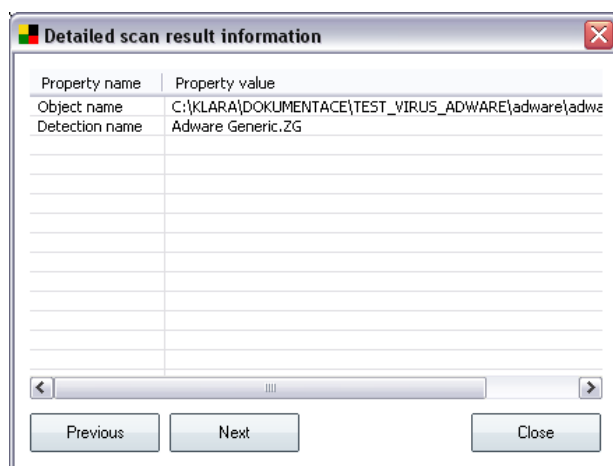 Detailed scan result information
Property name Property value
Object name C:\KLARA\DOKUMENTACE\TEST_VIRUS_ADWARE\adware\adwa
Detection name Adware Generic.ZG
Previous Next Close